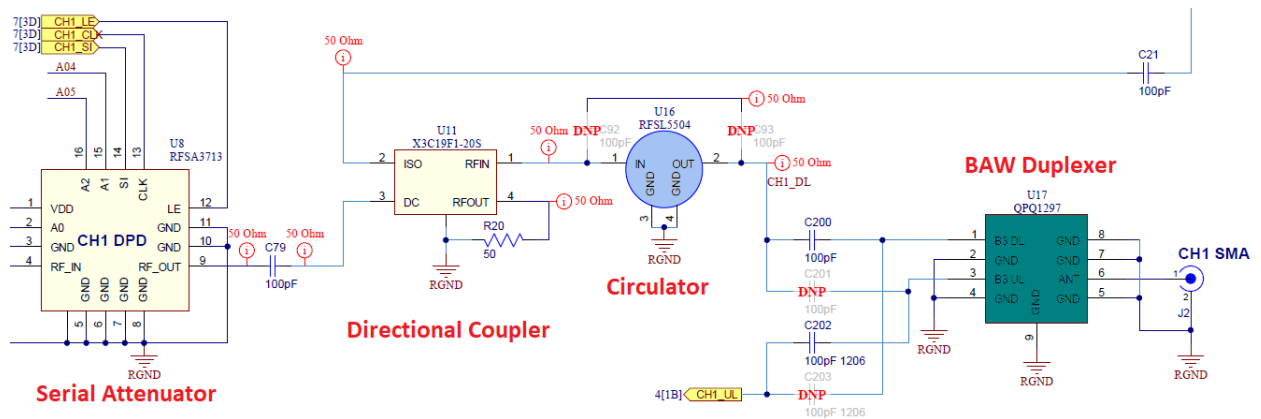 7[3D] CH1_LE
7[3D] CH1_CLK
7[3D] CH1_SI
A04
A05
16
15
14
13
U8
RFSA3713
A2
A1
SI
CLK
1 VDD
2 A0
3 GND
4 RF_IN
CH1 DPD
LE 12
GND 11
GND 10
RF_OUT 9
GND
GND
GND
GND
5
6
7
8
RGND
Serial Attenuator
50 Ohm
C79
100pF
50 Ohm
50 Ohm
U11
X3C19F1-20S
2 ISO
3 DC
RFIN 1
RFOUT 4
R20
50
RGND
50 Ohm
50 Ohm
Directional Coupler
DNP
C92
100pF
U16
RFSL5504
1 IN
OUT 2
GND
GND
3
4
RGND
DNP
C93
100pF
50 Ohm
50 Ohm
CH1_DL
Circulator
C21
100pF
C200
100pF
C201
DNP
100pF
C202
100pF 1206
C203
DNP
100pF 1206
4[1B] CH1_UL
BAW Duplexer
U17
QPQ1297
1 B3 DL
2 GND
3 B3 UL
4 GND
GND 8
GND 7
ANT 6
GND 5
GND
9
RGND
RGND
CH1 SMA
1
2
J2
RGND